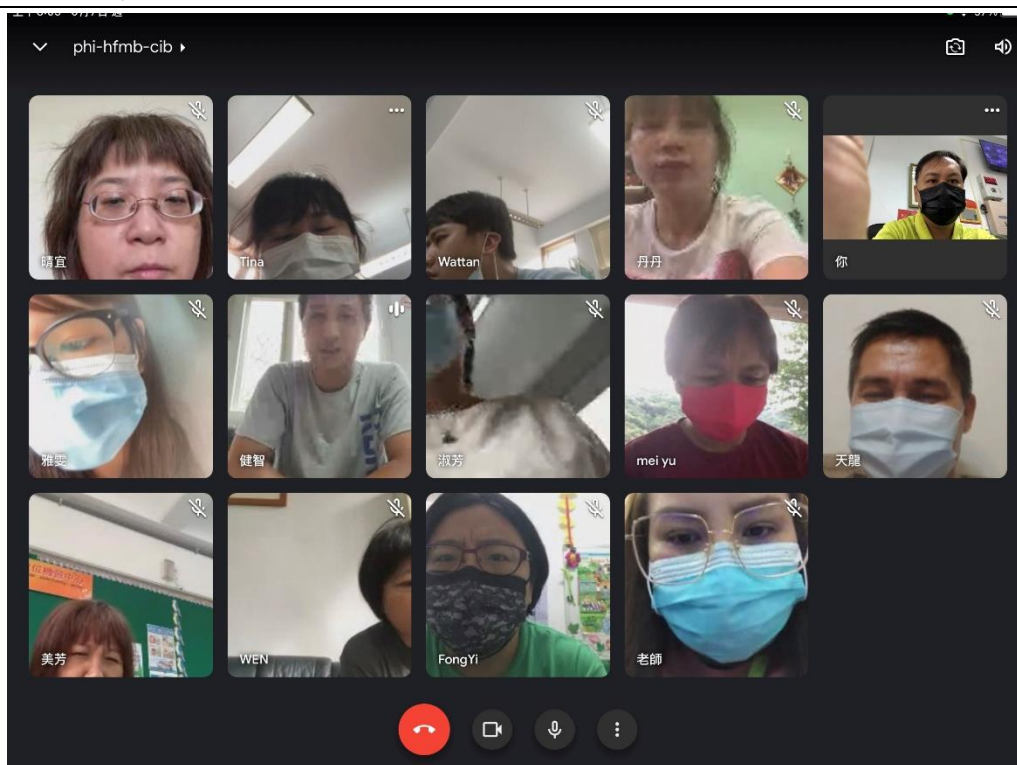 phi-hfmb-cib
晴宜
Tina
Wattan
丹丹
你
雅雯
健智
淑芳
mei yu
天龍
美芳
WEN
FongYi
老師